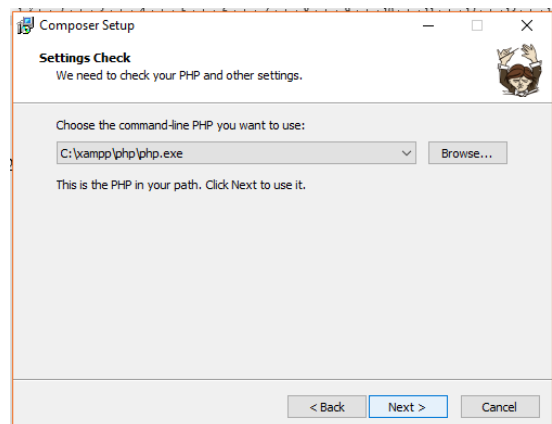 Composer Setup
Settings Check
We need to check your PHP and other settings.
Choose the command-line PHP you want to use:
C:\xampp\php\php.exe
Browse...
This is the PHP in your path. Click Next to use it.
< Back
Next >
Cancel